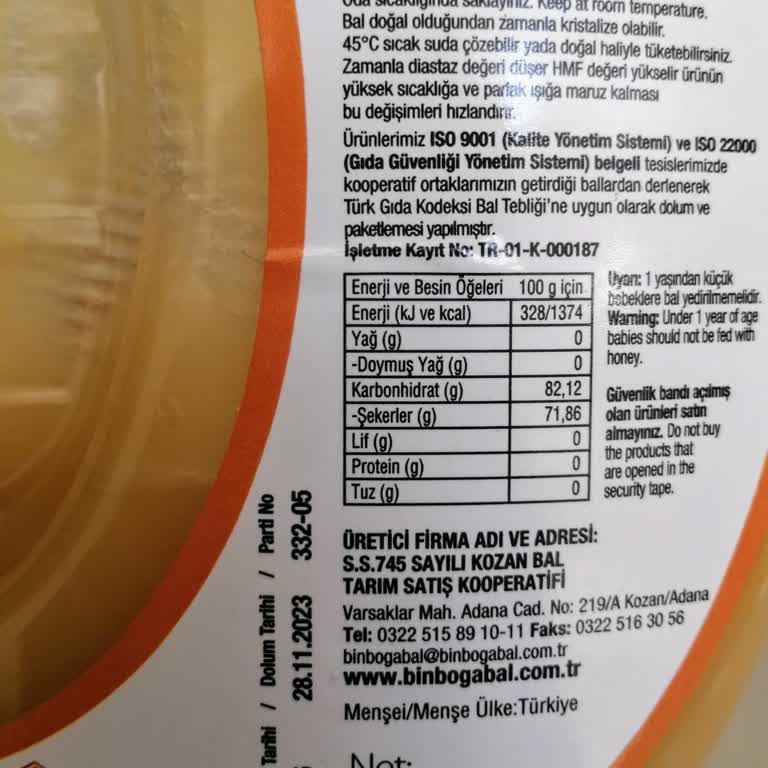 Oda sıcaklığında saklayınız. Keep at room temperature.
Bal doğal olduğundan zamanla kristalize olabilir.
45°C sıcak suda çözebilir yada doğal haliyle tüketebilirsiniz.
Zamanla diastaz değeri düşer HMF değeri yükselir ürünün
yüksek sıcaklığa ve parlak ışığa maruz kalması
bu değişimleri hızlandırır.
Ürünlerimiz ISO 9001 (Kalite Yönetim Sistemi) ve ISO 22000
(Gıda Güvenliği Yönetim Sistemi) belgeli tesislerimizde
kooperatif ortaklarımızın getirdiği ballardan derlenerek
Türk Gıda Kodeksi Bal Tebliği'ne uygun olarak dolum ve
paketlemesi yapılmıştır.
İşletme Kayıt No: TR-01-K-000187
Enerji ve Besin Öğeleri 100 g için
Enerji (kJ ve kcal) 328/1374
Yağ (g) 0
-Doymuş Yağ (g) 0
Karbonhidrat (g) 82,12
-Şekerler (g) 71,86
Lif (g) 0
Protein (g) 0
Tuz (g) 0
Uyarı: 1 yaşından küçük
bebeklere bal yedirilmemelidir.
Warning: Under 1 year of age
babies should not be fed with
honey.
Güvenlik bandı açılmış
olan ürünleri satın
almayınız. Do not buy
the products that
are opened in the
security tape.
ÜRETİCİ FİRMA ADI VE ADRESİ:
S.S.745 SAYILI KOZAN BAL
TARIM SATIŞ KOOPERATİFİ
Varsaklar Mah. Adana Cad. No: 219/A Kozan/Adana
Tel: 0322 515 89 10-11 Faks: 0322 516 30 56
binbogabal@binbogabal.com.tr
www.binbogabal.com.tr
Menşei/Menşe Ülke:Türkiye
Not:
Tarihi / Dolum Tarihi / Parti No
28.11.2023 332-05